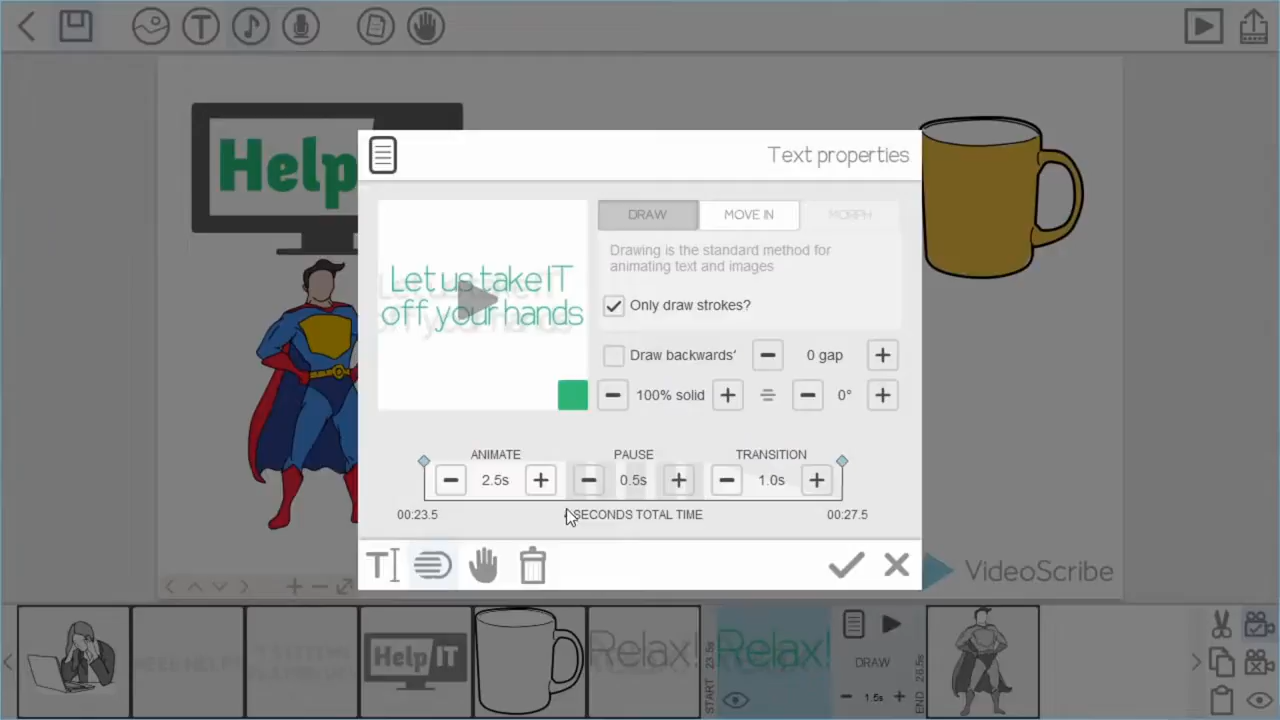 Help
Text properties
DRAW
MOVE IN
MORPH
Drawing is the standard method for
animating text and images
Let us take IT
off your hands
Only draw strokes?
Draw backwards'
0 gap
100% solid
0°
ANIMATE
PAUSE
TRANSITION
2.5s
0.5s
1.0s
00:23.5
SECONDS TOTAL TIME
00:27.5
VideoScribe
Help IT
Relax!
START 23.5s
Relax!
DRAW
1.5s